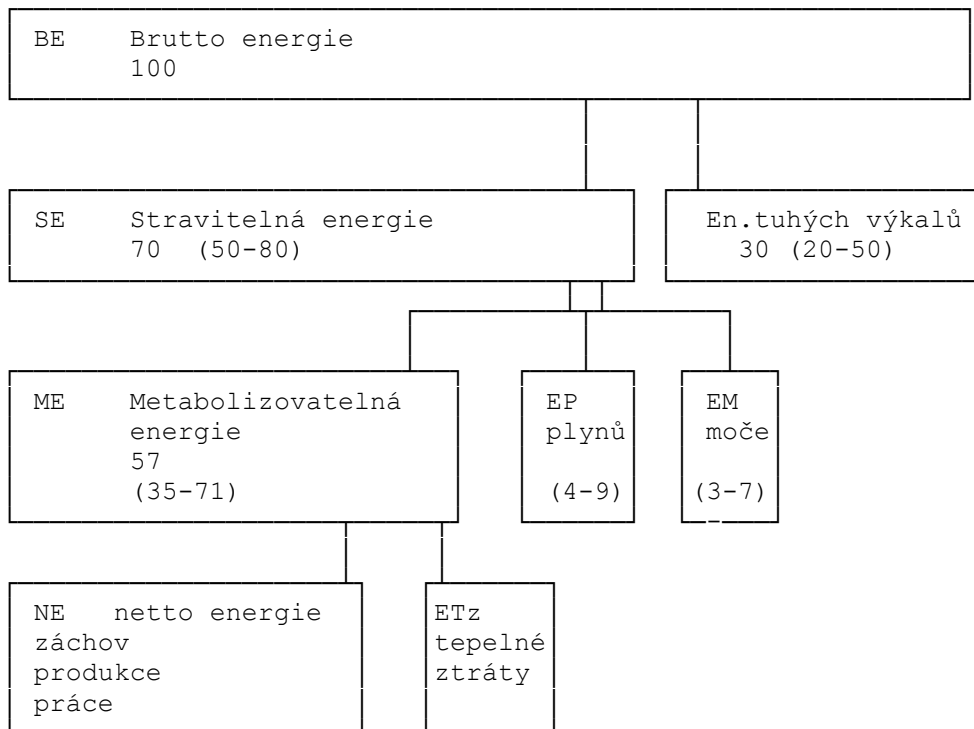 BE Brutto energie
100
SE Stravitelná energie
70 (50-80)
En.tuhých výkalů
30 (20-50)
ME Metabolizovatelná
energie
57
(35-71)
EP
plynů
(4-9)
EM
moče
(3-7)
NE netto energie
záchov
produkce
práce
ETz
tepelné
ztráty